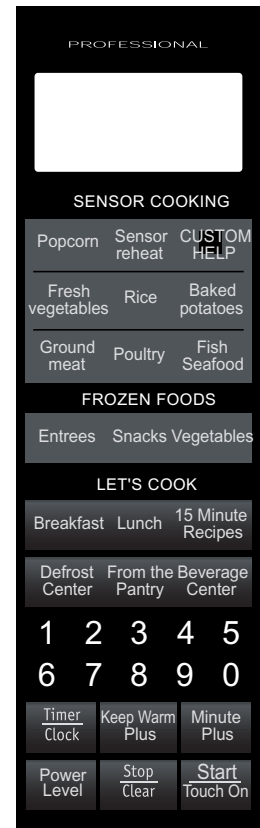 PROFESSIONAL
SENSOR COOKING
Popcorn Sensor reheat CUSTOM HELP
Fresh vegetables Rice Baked potatoes
Ground meat Poultry Fish Seafood
FROZEN FOODS
Entrees Snacks Vegetables
LET'S COOK
Breakfast Lunch 15 Minute Recipes
Defrost Center From the Pantry Beverage Center
1 2 3 4 5
6 7 8 9 0
Timer Clock Keep Warm Plus Minute Plus
Power Level Stop Clear Start Touch On